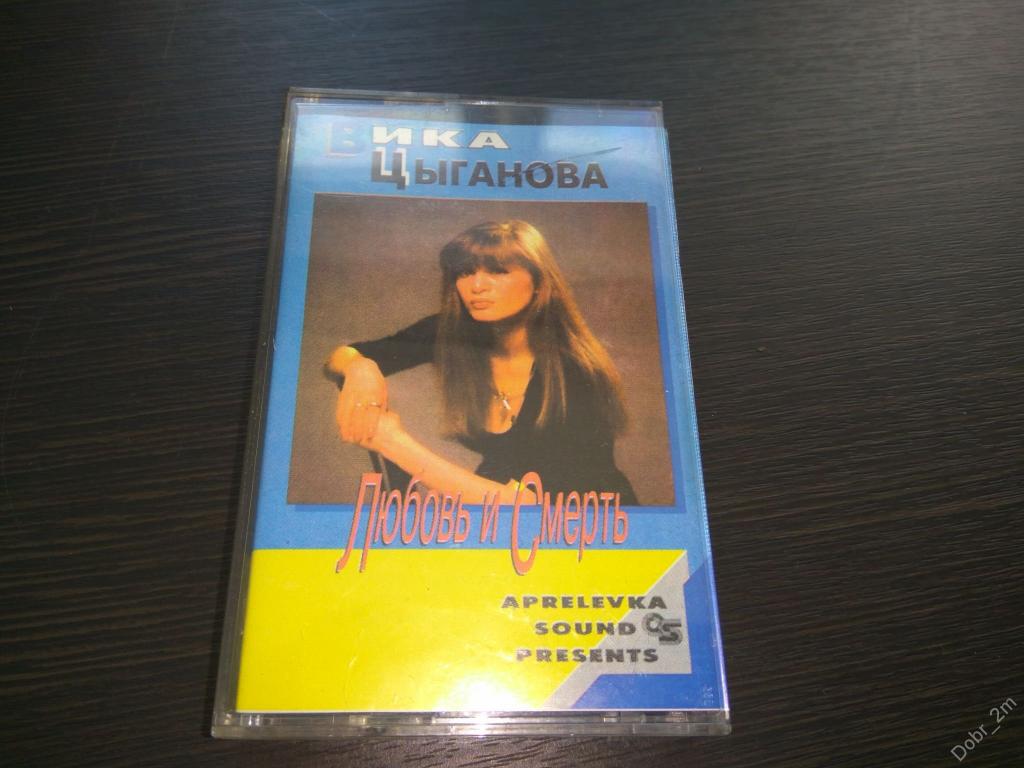 Вика
Цыганова
Любовь и Смерть
APRELEVKA
SOUND
PRESENTS
Dobr_2m